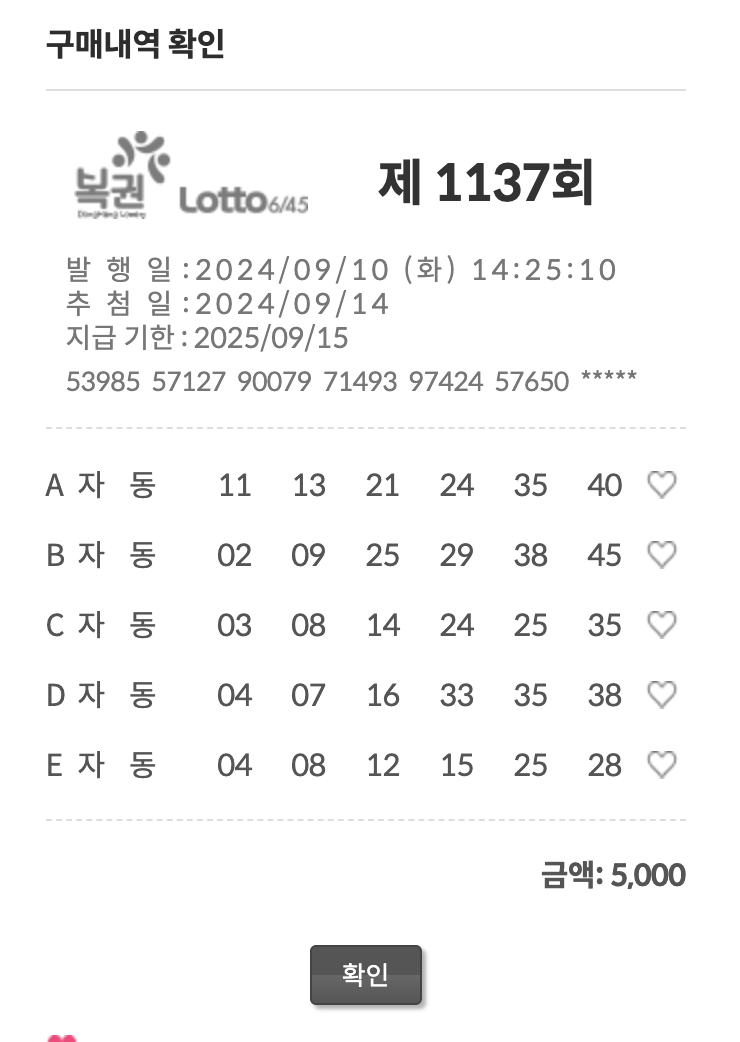 구매내역 확인
복권 Lotto6/45
제 1137회
발 행 일 :2024/09/10 (화) 14:25:10
추 첨 일 :2024/09/14
지급 기한 : 2025/09/15
53985 57127 90079 71493 97424 57650 *****
A 자 동 11 13 21 24 35 40
B 자 동 02 09 25 29 38 45
C 자 동 03 08 14 24 25 35
D 자 동 04 07 16 33 35 38
E 자 동 04 08 12 15 25 28
금액: 5,000
확인